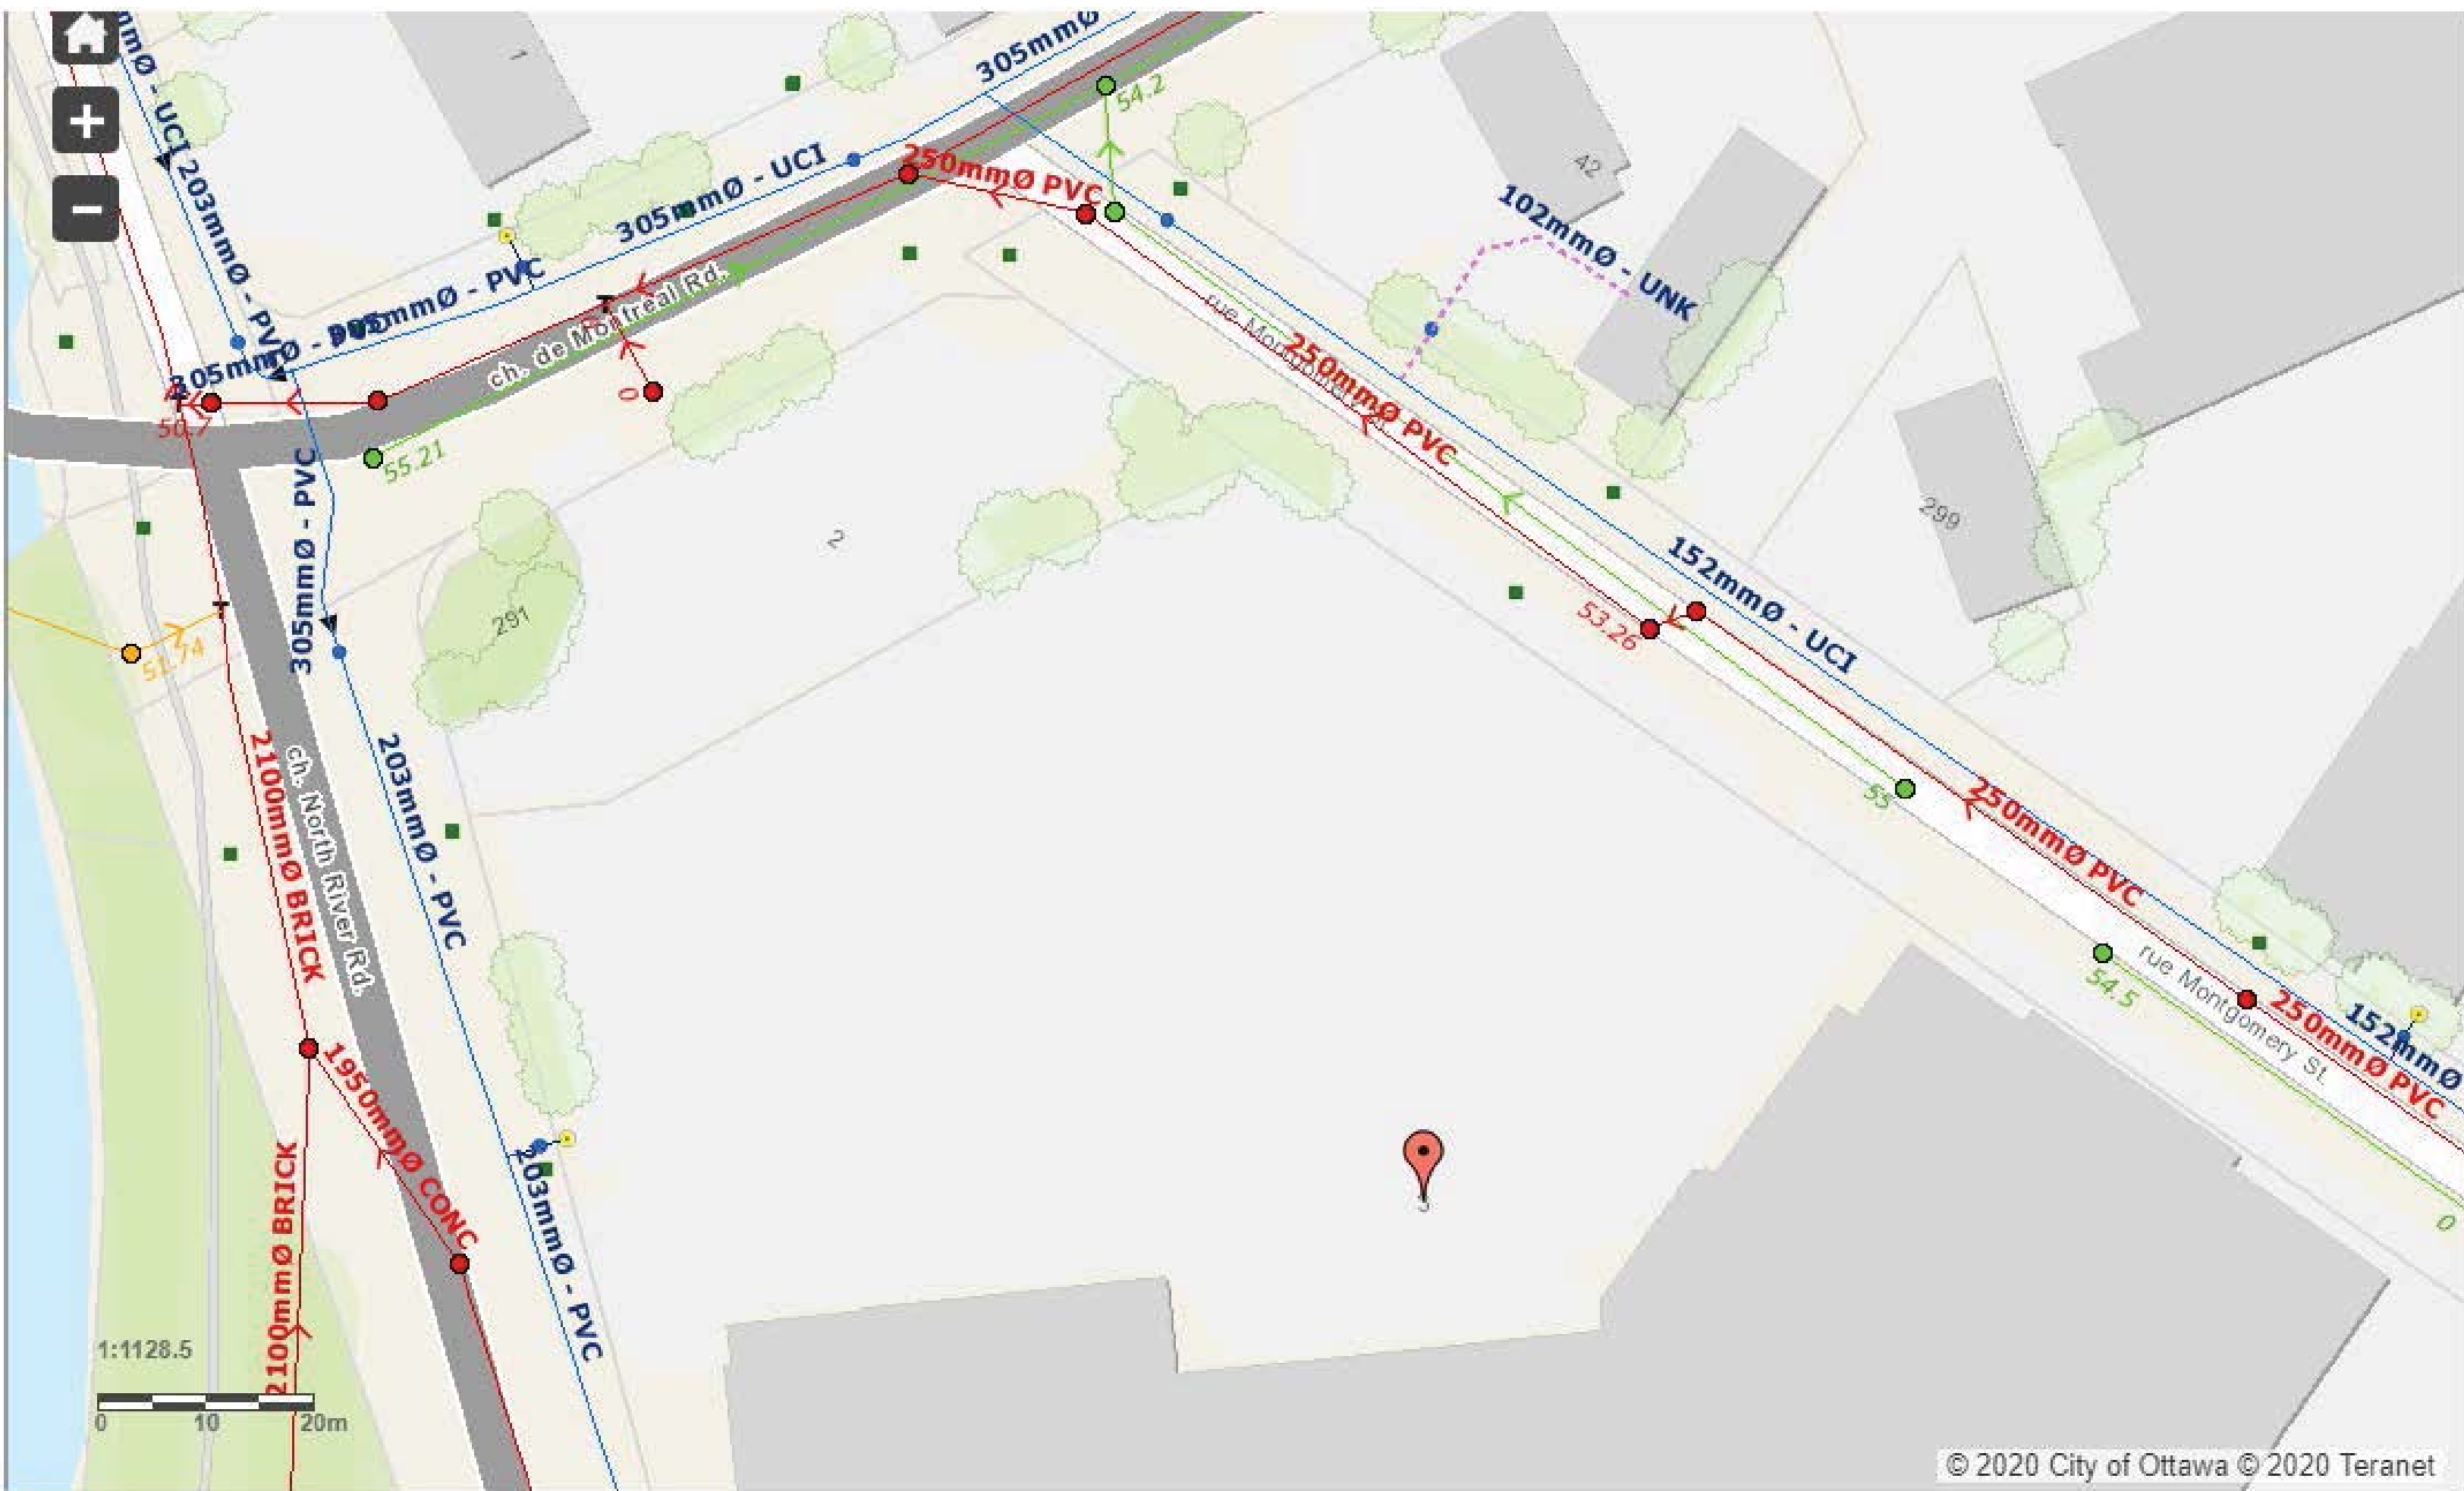 1
mmØ - UCI
305mmØ
54.2
42
203mmØ - PVC
305mmØ - UCI
250mmØ PVC
102mmØ - UNK
305mmØ - PVC
305mmØ - PVC
ch. de Montreal Rd.
rue Montgomery
250mmØ PVC
0
50.7
55.21
299
305mmØ - PVC
2
291
152mmØ - UCI
53.26
51.74
2100mmØ BRICK
ch. North River Rd.
203mmØ - PVC
55
250mmØ PVC
54.5
rue Montgomery St.
250mmØ PVC
152mmØ
1950mmØ CONC
2100mmØ BRICK
203mmØ - PVC
3
0
1:1128.5
0 10 20m
© 2020 City of Ottawa © 2020 Teranet